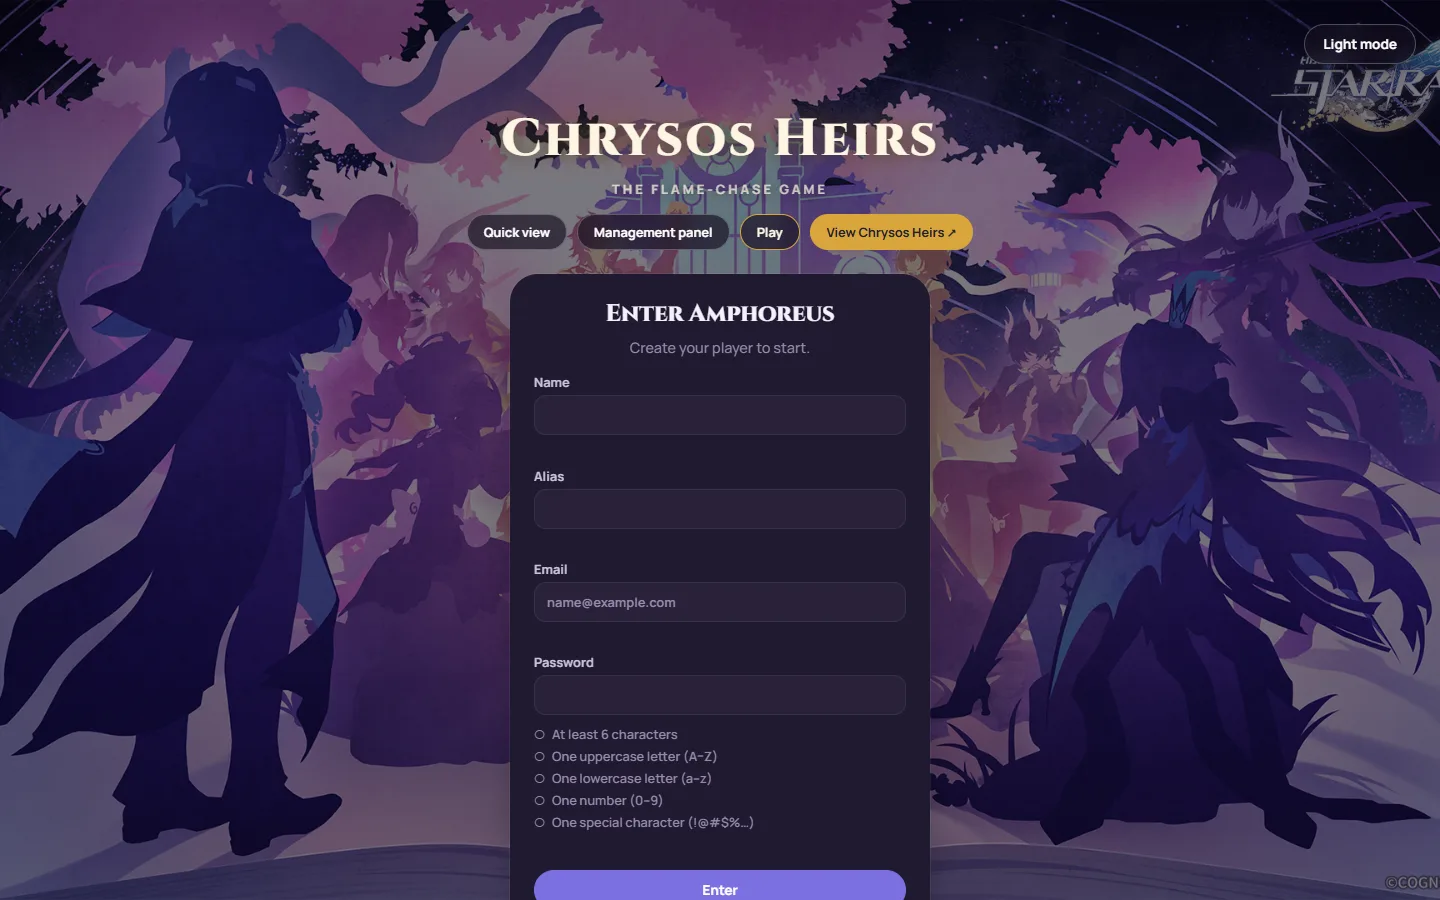 Light mode
STARRA
CHRYSOS HEIRS
THE FLAME-CHASE GAME
Quick view
Management panel
Play
View Chrysos Heirs ↗
ENTER AMPHOREUS
Create your player to start.
Name
Alias
Email
name@example.com
Password
At least 6 characters
One uppercase letter (A–Z)
One lowercase letter (a–z)
One number (0–9)
One special character (!@#$%…)
Enter
©COGN